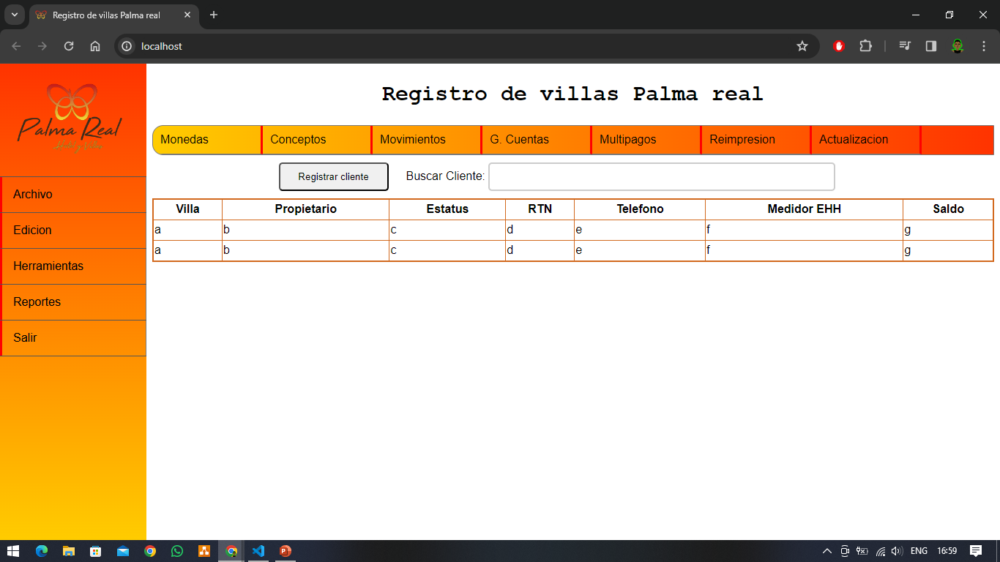 Registro de villas Palma real
localhost
Palma Real
Hotel y Villas
Archivo
Edicion
Herramientas
Reportes
Salir
Registro de villas Palma real
Monedas Conceptos Movimientos G. Cuentas Multipagos Reimpresion Actualizacion
Registrar cliente Buscar Cliente:
Villa Propietario Estatus RTN Telefono Medidor EHH Saldo
a b c d e f g
a b c d e f g
ENG 16:59